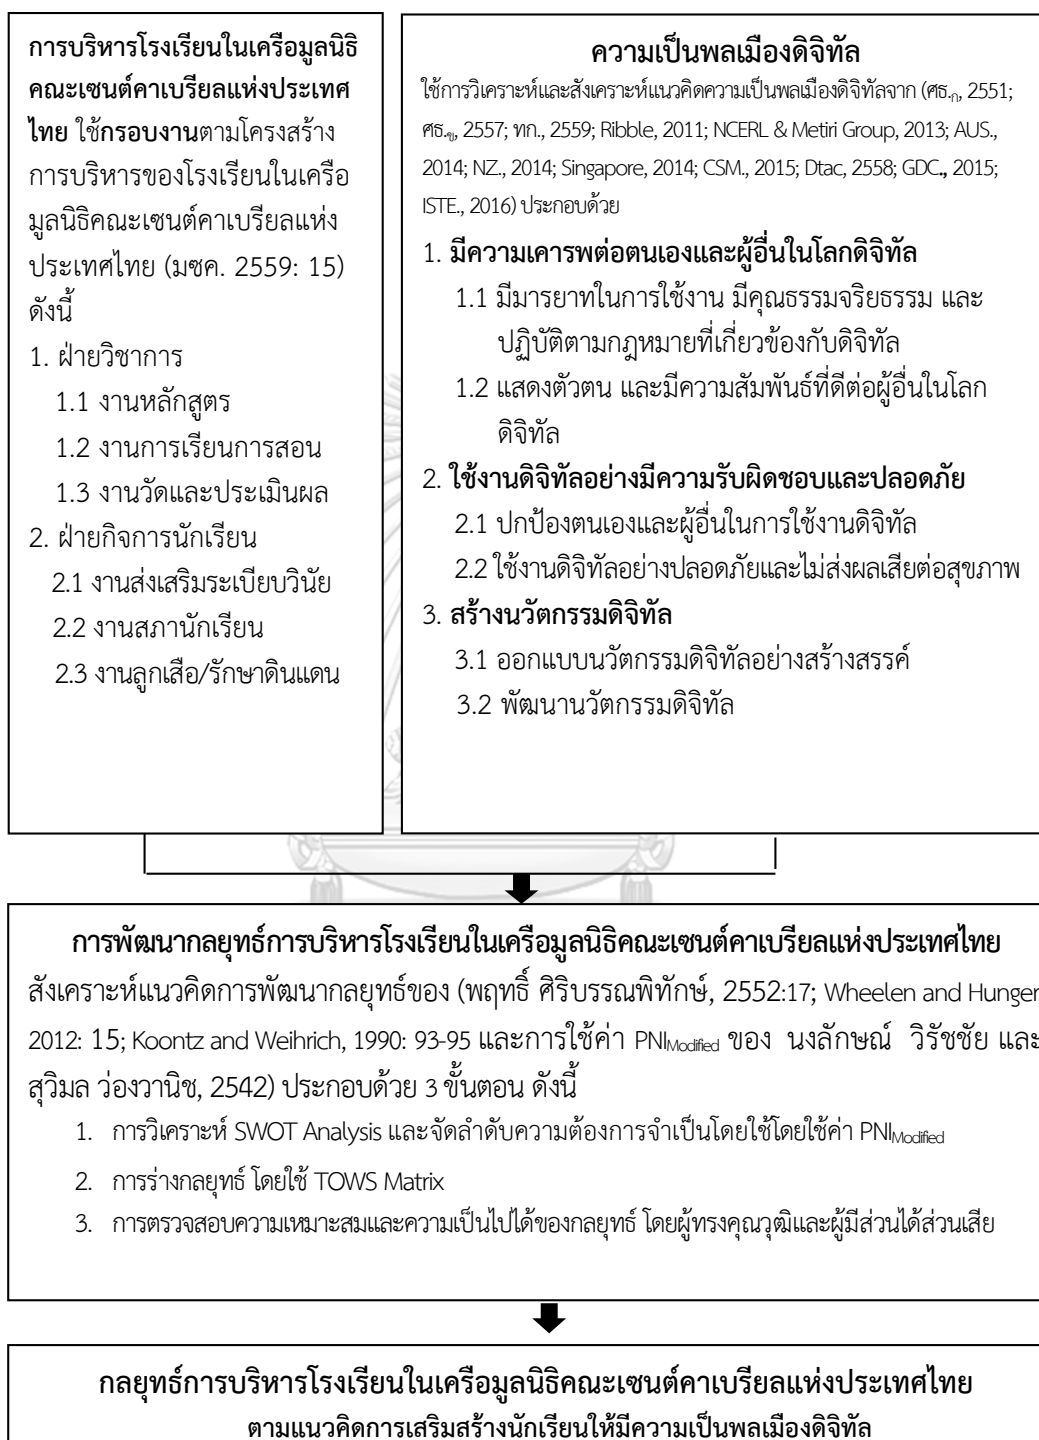 การบริหารโรงเรียนในเครือมูลนิธิ
คณะเซนต์คาเบรียลแห่งประเทศ
ไทย ใช้กรอบงานตามโครงสร้าง
การบริหารของโรงเรียนในเครือ
มูลนิธิคณะเซนต์คาเบรียลแห่ง
ประเทศไทย (มซค. 2559: 15)
ดังนี้
1. ฝ่ายวิชาการ
1.1 งานหลักสูตร
1.2 งานการเรียนการสอน
1.3 งานวัดและประเมินผล
2. ฝ่ายกิจการนักเรียน
2.1 งานส่งเสริมระเบียบวินัย
2.2 งานสภานักเรียน
2.3 งานลูกเสือ/รักษาดินแดน
ความเป็นพลเมืองดิจิทัล
ใช้การวิเคราะห์และสังเคราะห์แนวคิดความเป็นพลเมืองดิจิทัลจาก (ศธ.ก, 2551;
ศธ.ข, 2557; ทก., 2559; Ribble, 2011; NCERL & Metiri Group, 2013; AUS.,
2014; NZ., 2014; Singapore, 2014; CSM., 2015; Dtac, 2558; GDC., 2015;
ISTE., 2016) ประกอบด้วย
1. มีความเคารพต่อตนเองและผู้อื่นในโลกดิจิทัล
1.1 มีมารยาทในการใช้งาน มีคุณธรรมจริยธรรม และ
ปฏิบัติตามกฎหมายที่เกี่ยวข้องกับดิจิทัล
1.2 แสดงตัวตน และมีความสัมพันธ์ที่ดีต่อผู้อื่นในโลก
ดิจิทัล
2. ใช้งานดิจิทัลอย่างมีความรับผิดชอบและปลอดภัย
2.1 ปกป้องตนเองและผู้อื่นในการใช้งานดิจิทัล
2.2 ใช้งานดิจิทัลอย่างปลอดภัยและไม่ส่งผลเสียต่อสุขภาพ
3. สร้างนวัตกรรมดิจิทัล
3.1 ออกแบบนวัตกรรมดิจิทัลอย่างสร้างสรรค์
3.2 พัฒนานวัตกรรมดิจิทัล
การพัฒนากลยุทธ์การบริหารโรงเรียนในเครือมูลนิธิคณะเซนต์คาเบรียลแห่งประเทศไทย
สังเคราะห์แนวคิดการพัฒนากลยุทธ์ของ (พฤทธิ์ ศิริบรรณพิทักษ์, 2552:17; Wheelen and Hunger
2012: 15; Koontz and Weihrich, 1990: 93-95 และการใช้ค่า PNIModified ของ นงลักษณ์ วิรัชชัย และ
สุวิมล ว่องวานิช, 2542) ประกอบด้วย 3 ขั้นตอน ดังนี้
1. การวิเคราะห์ SWOT Analysis และจัดลำดับความต้องการจำเป็นโดยใช้โดยใช้ค่า PNIModified
2. การร่างกลยุทธ์ โดยใช้ TOWS Matrix
3. การตรวจสอบความเหมาะสมและความเป็นไปได้ของกลยุทธ์ โดยผู้ทรงคุณวุฒิและผู้มีส่วนได้ส่วนเสีย
กลยุทธ์การบริหารโรงเรียนในเครือมูลนิธิคณะเซนต์คาเบรียลแห่งประเทศไทย
ตามแนวคิดการเสริมสร้างนักเรียนให้มีความเป็นพลเมืองดิจิทัล